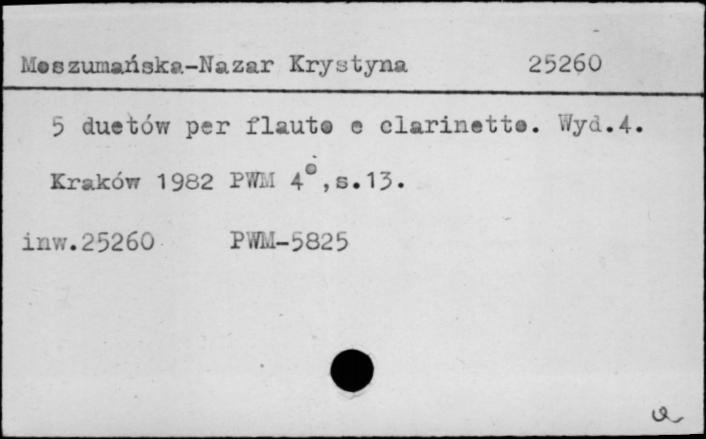 Moszumańska-Nazar Krystyna 25260
5 duetów per flauto e clarinetto. Wyd.4.
Kraków 1982 PWM 4°,s.13.
inw.25260 PWM-5825